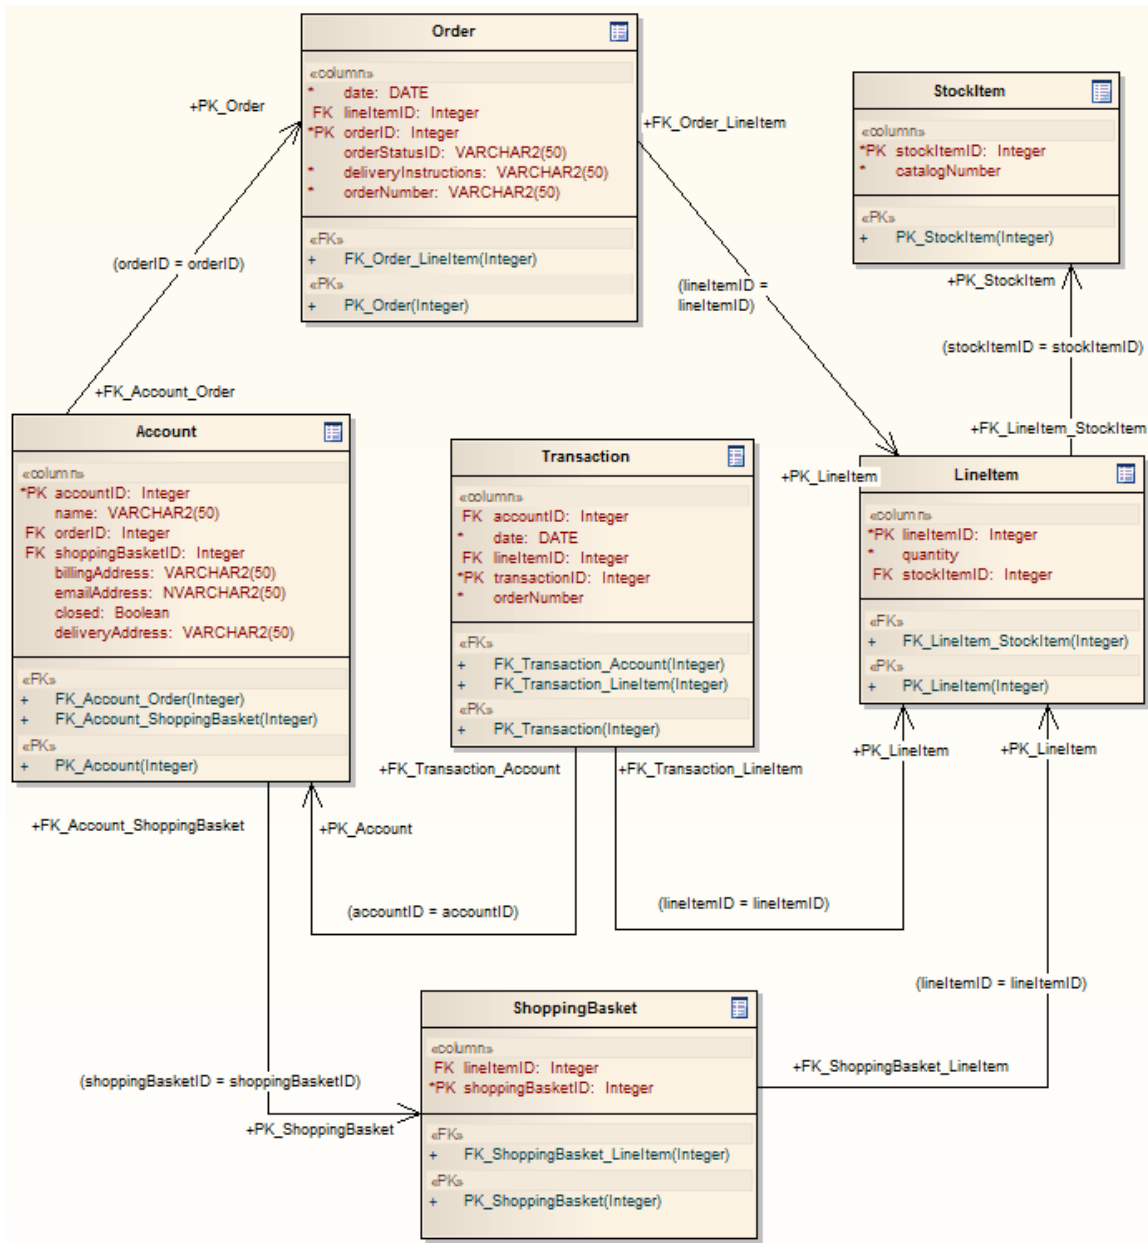 Order
«column»
* date: DATE
FK lineItemID: Integer
*PK orderID: Integer
orderStatusID: VARCHAR2(50)
* deliveryInstructions: VARCHAR2(50)
* orderNumber: VARCHAR2(50)
«FK»
+ FK_Order_LineItem(Integer)
«PK»
+ PK_Order(Integer)
+PK_Order
+FK_Order_LineItem
StockItem
«column»
*PK stockItemID: Integer
* catalogNumber
«PK»
+ PK_StockItem(Integer)
(orderID = orderID)
(lineItemID =
lineItemID)
+PK_StockItem
(stockItemID = stockItemID)
+FK_Account_Order
+FK_LineItem_StockItem
Account
«column»
*PK accountID: Integer
name: VARCHAR2(50)
FK orderID: Integer
FK shoppingBasketID: Integer
billingAddress: VARCHAR2(50)
emailAddress: NVARCHAR2(50)
closed: Boolean
deliveryAddress: VARCHAR2(50)
«FK»
+ FK_Account_Order(Integer)
+ FK_Account_ShoppingBasket(Integer)
«PK»
+ PK_Account(Integer)
Transaction
«column»
FK accountID: Integer
* date: DATE
FK lineItemID: Integer
*PK transactionID: Integer
* orderNumber
«FK»
+ FK_Transaction_Account(Integer)
+ FK_Transaction_LineItem(Integer)
«PK»
+ PK_Transaction(Integer)
+PK_LineItem
LineItem
«column»
*PK lineItemID: Integer
* quantity
FK stockItemID: Integer
«FK»
+ FK_LineItem_StockItem(Integer)
«PK»
+ PK_LineItem(Integer)
+FK_Transaction_Account
+FK_Transaction_LineItem
+PK_LineItem
+PK_LineItem
+FK_Account_ShoppingBasket
+PK_Account
(accountID = accountID)
(lineItemID = lineItemID)
(lineItemID = lineItemID)
ShoppingBasket
«column»
FK lineItemID: Integer
*PK shoppingBasketID: Integer
«FK»
+ FK_ShoppingBasket_LineItem(Integer)
«PK»
+ PK_ShoppingBasket(Integer)
(shoppingBasketID = shoppingBasketID)
+PK_ShoppingBasket
+FK_ShoppingBasket_LineItem